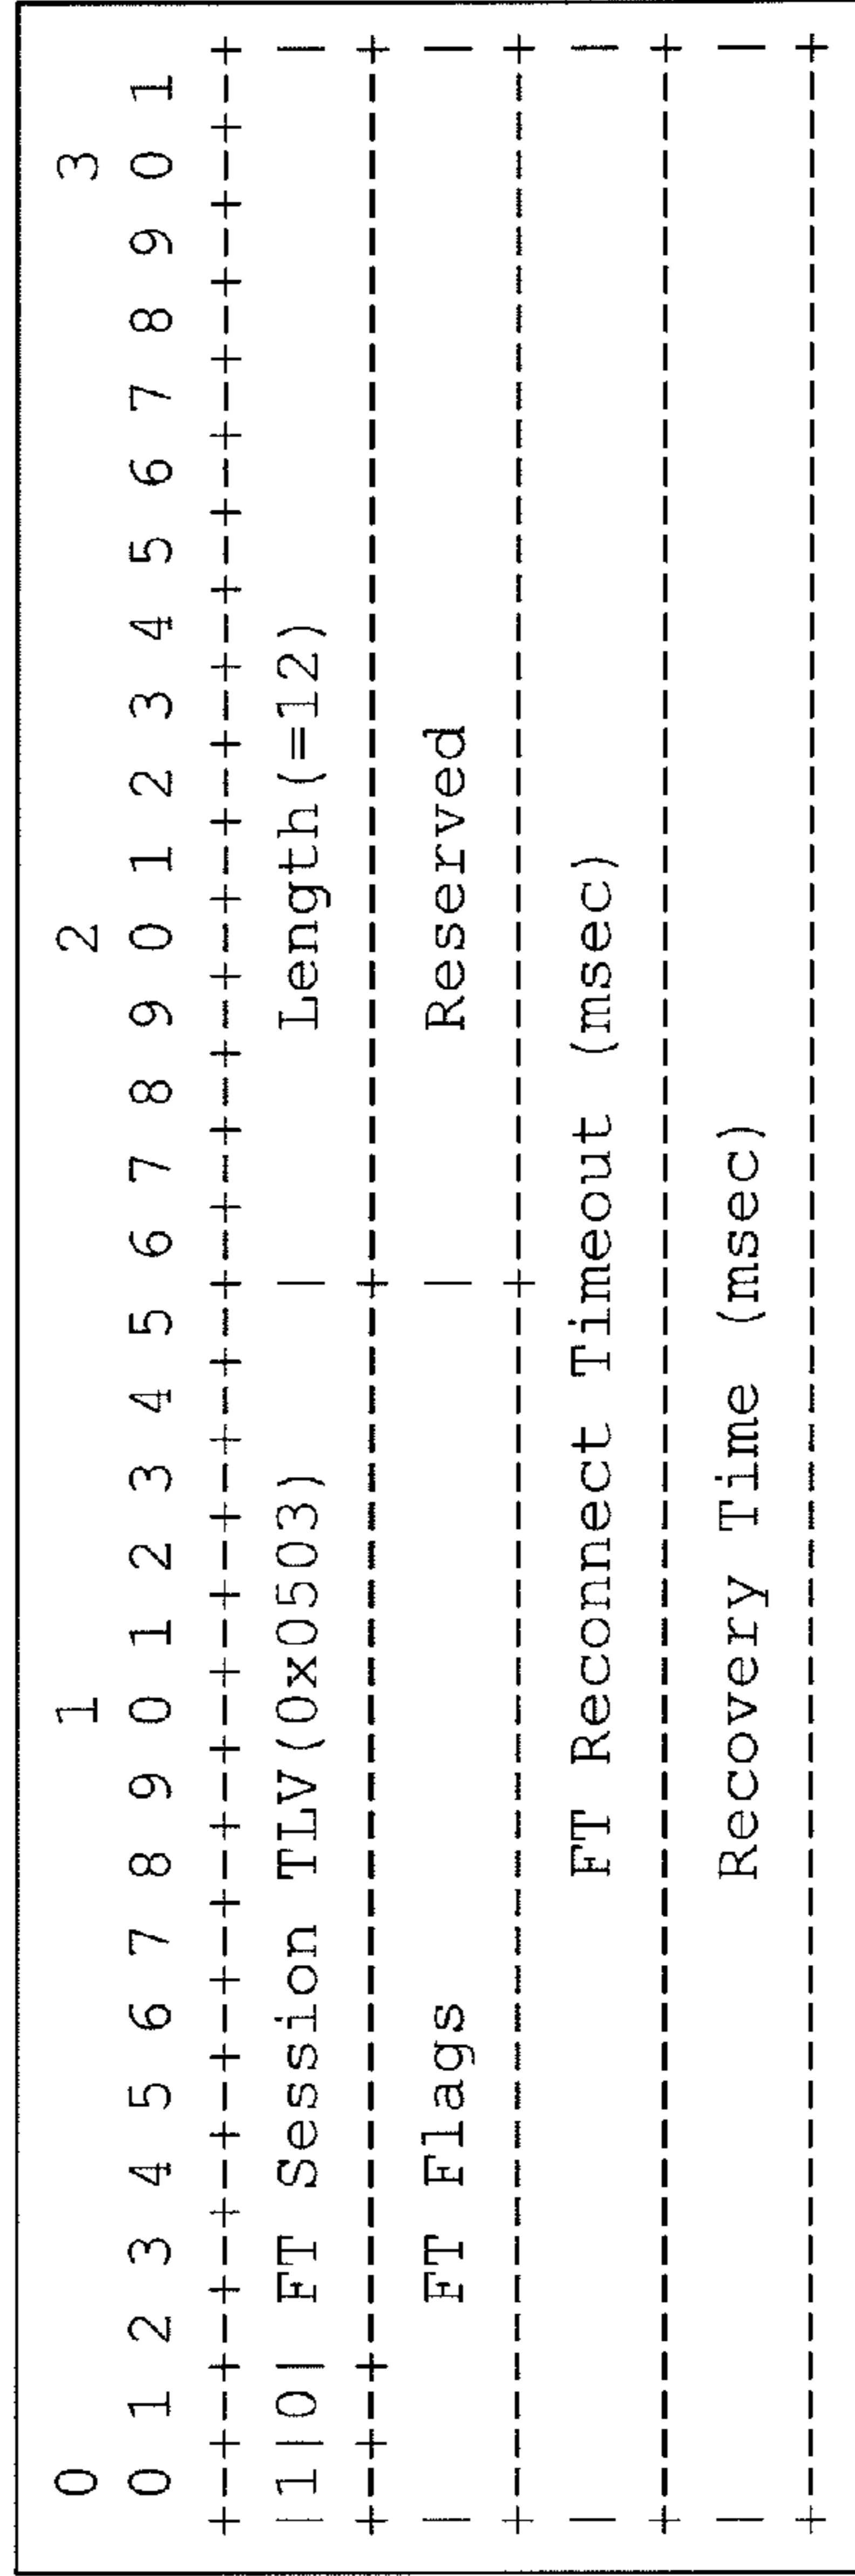 0                   1                   2                   3
 0 1 2 3 4 5 6 7 8 9 0 1 2 3 4 5 6 7 8 9 0 1 2 3 4 5 6 7 8 9 0 1
+-+-+-+-+-+-+-+-+-+-+-+-+-+-+-+-+-+-+-+-+-+-+-+-+-+-+-+-+-+-+-+-+
|1|0| FT Session TLV(0x0503)    |      Length(=12)              |
+-+-+---------------------------+-------------------------------+
|     FT Flags                  |      Reserved                 |
+-------------------------------+-------------------------------+
|                FT Reconnect Timeout (msec)                    |
+---------------------------------------------------------------+
|                Recovery Time (msec)                           |
+---------------------------------------------------------------+